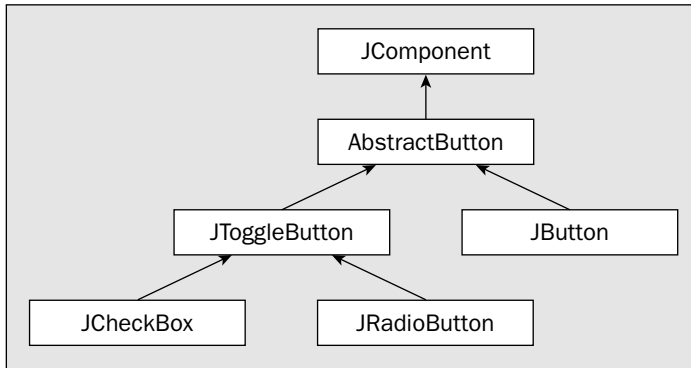 JComponent
AbstractButton
JToggleButton
JButton
JCheckBox
JRadioButton